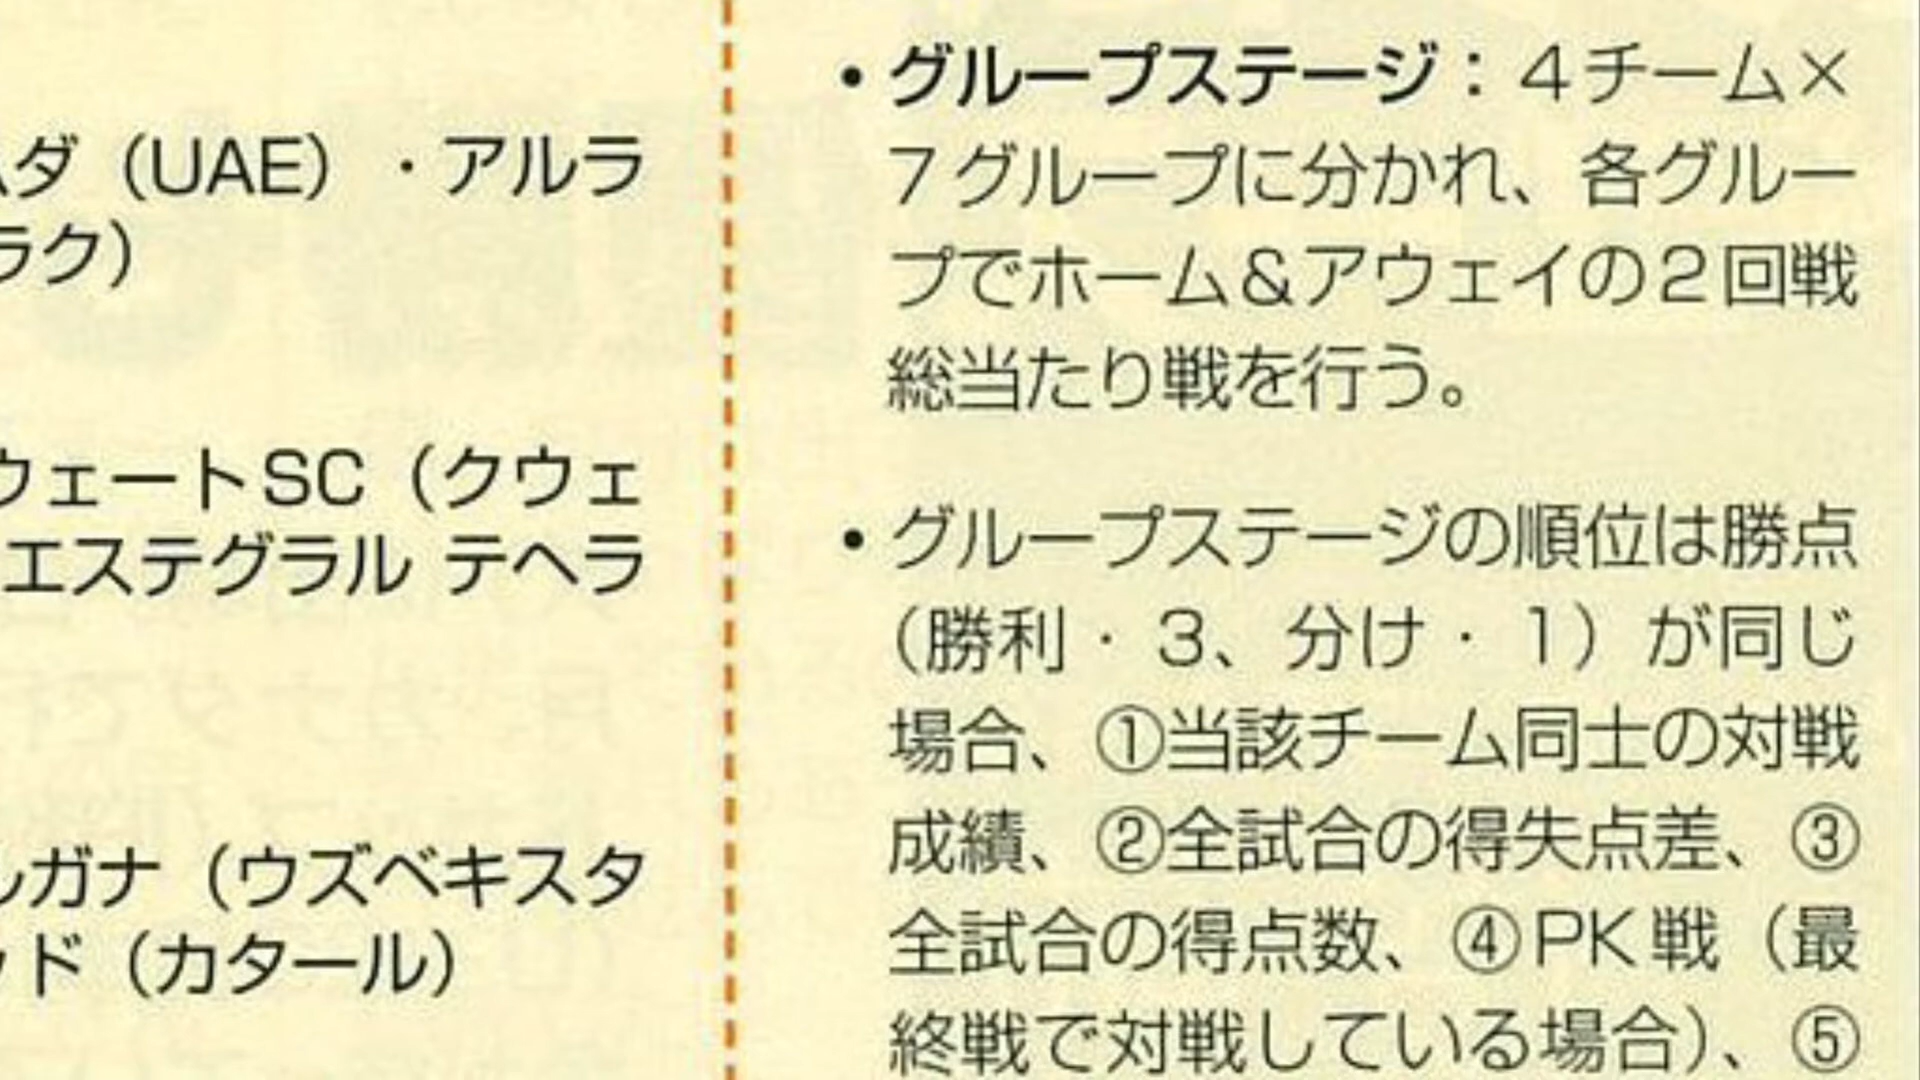 ダ（UAE）・アルラ
ラク）
ウェートSC（クウェ
エステグラル テヘラ
ルガナ（ウズベキスタ
ッド（カタール）
• グループステージ：４チーム×
７グループに分かれ、各グルー
プでホーム＆アウェイの２回戦
総当たり戦を行う。
• グループステージの順位は勝点
（勝利・３、分け・１）が同じ
場合、①当該チーム同士の対戦
成績、②全試合の得失点差、③
全試合の得点数、④PK戦（最
終戦で対戦している場合）、⑤